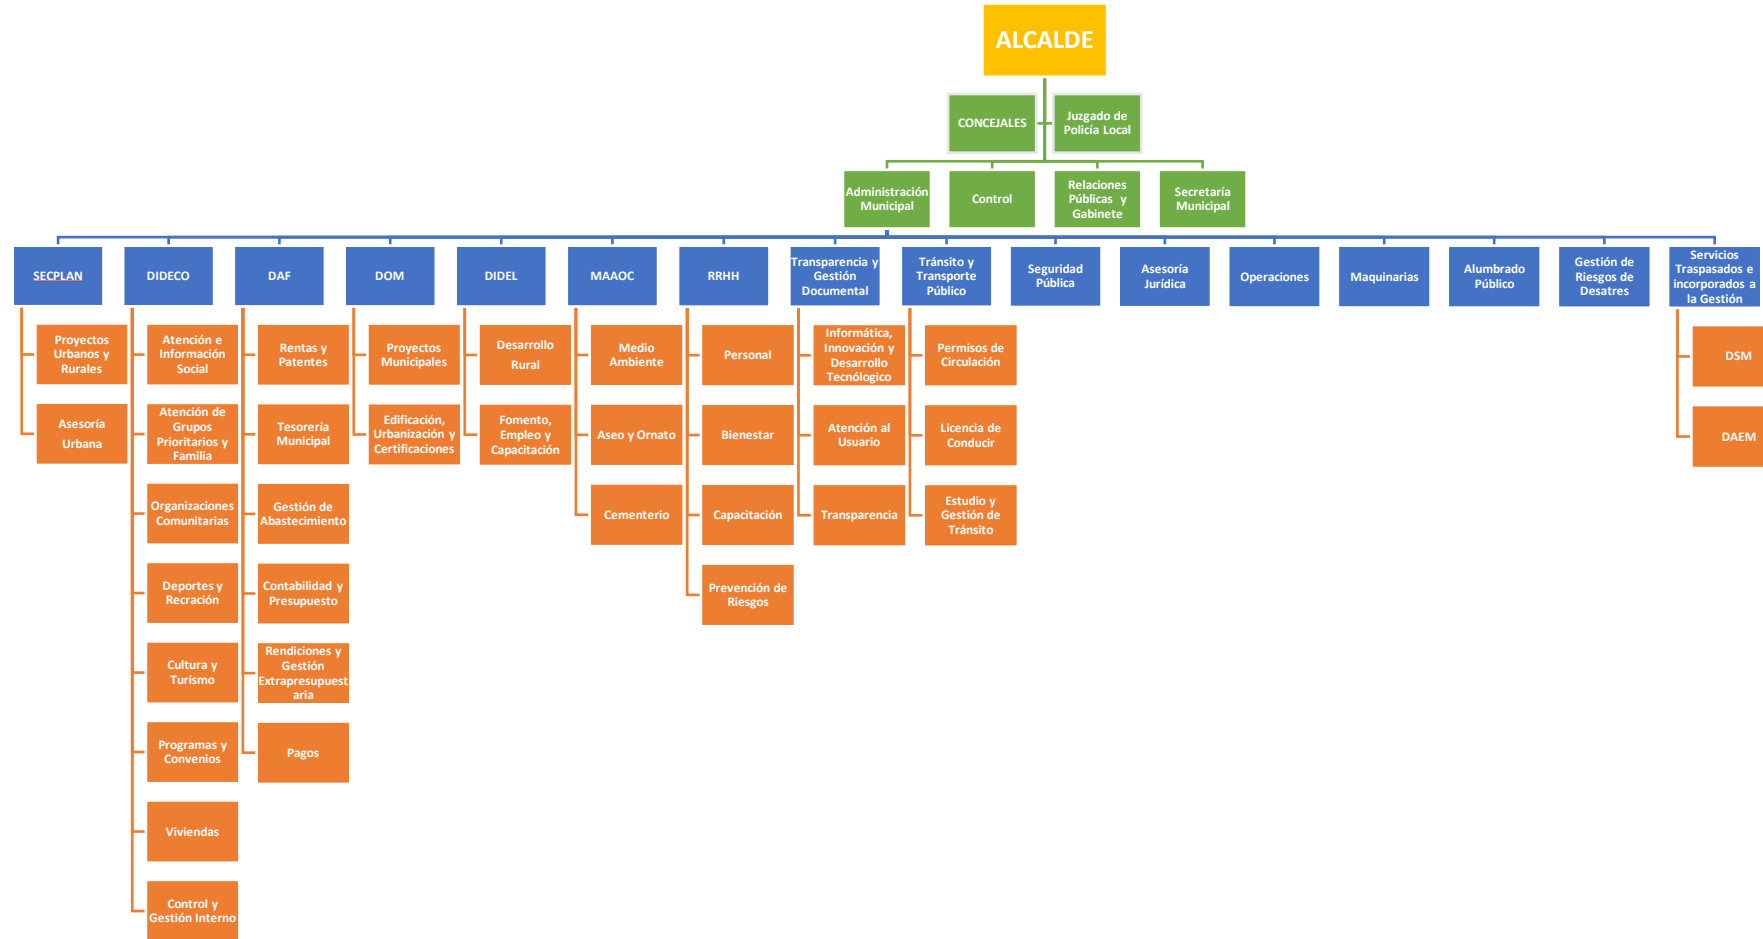 ALCALDE
CONCEJALES
Juzgado de
Policía Local
Administración
Municipal
Control
Relaciones
Públicas y
Gabinete
Secretaría
Municipal
SECPLAN
DIDECO
DAF
DOM
DIDEL
MAAOC
RRHH
Transparencia y
Gestión
Documental
Tránsito y
Transporte
Público
Seguridad
Pública
Asesoría
Jurídica
Operaciones
Maquinarias
Alumbrado
Público
Gestión de
Riesgos de
Desatres
Servicios
Traspasados e
incorporados a
la Gestión
Proyectos
Urbanos y
Rurales
Asesoría
Urbana
Atención e
Información
Social
Atención de
Grupos
Prioritarios y
Familia
Organizaciones
Comunitarias
Deportes y
Recración
Cultura y
Turismo
Programas y
Convenios
Viviendas
Control y
Gestión Interno
Rentas y
Patentes
Tesorería
Municipal
Gestión de
Abastecimiento
Contabilidad y
Presupuesto
Rendiciones y
Gestión
Extrapresupuest
aria
Pagos
Proyectos
Municipales
Edificación,
Urbanización y
Certificaciones
Desarrollo
Rural
Fomento,
Empleo y
Capacitación
Medio
Ambiente
Aseo y Ornato
Cementerio
Personal
Bienestar
Capacitación
Prevención de
Riesgos
Informática,
Innovación y
Desarrollo
Tecnólogico
Atención al
Usuario
Transparencia
Permisos de
Circulación
Licencia de
Conducir
Estudio y
Gestión de
Tránsito
DSM
DAEM